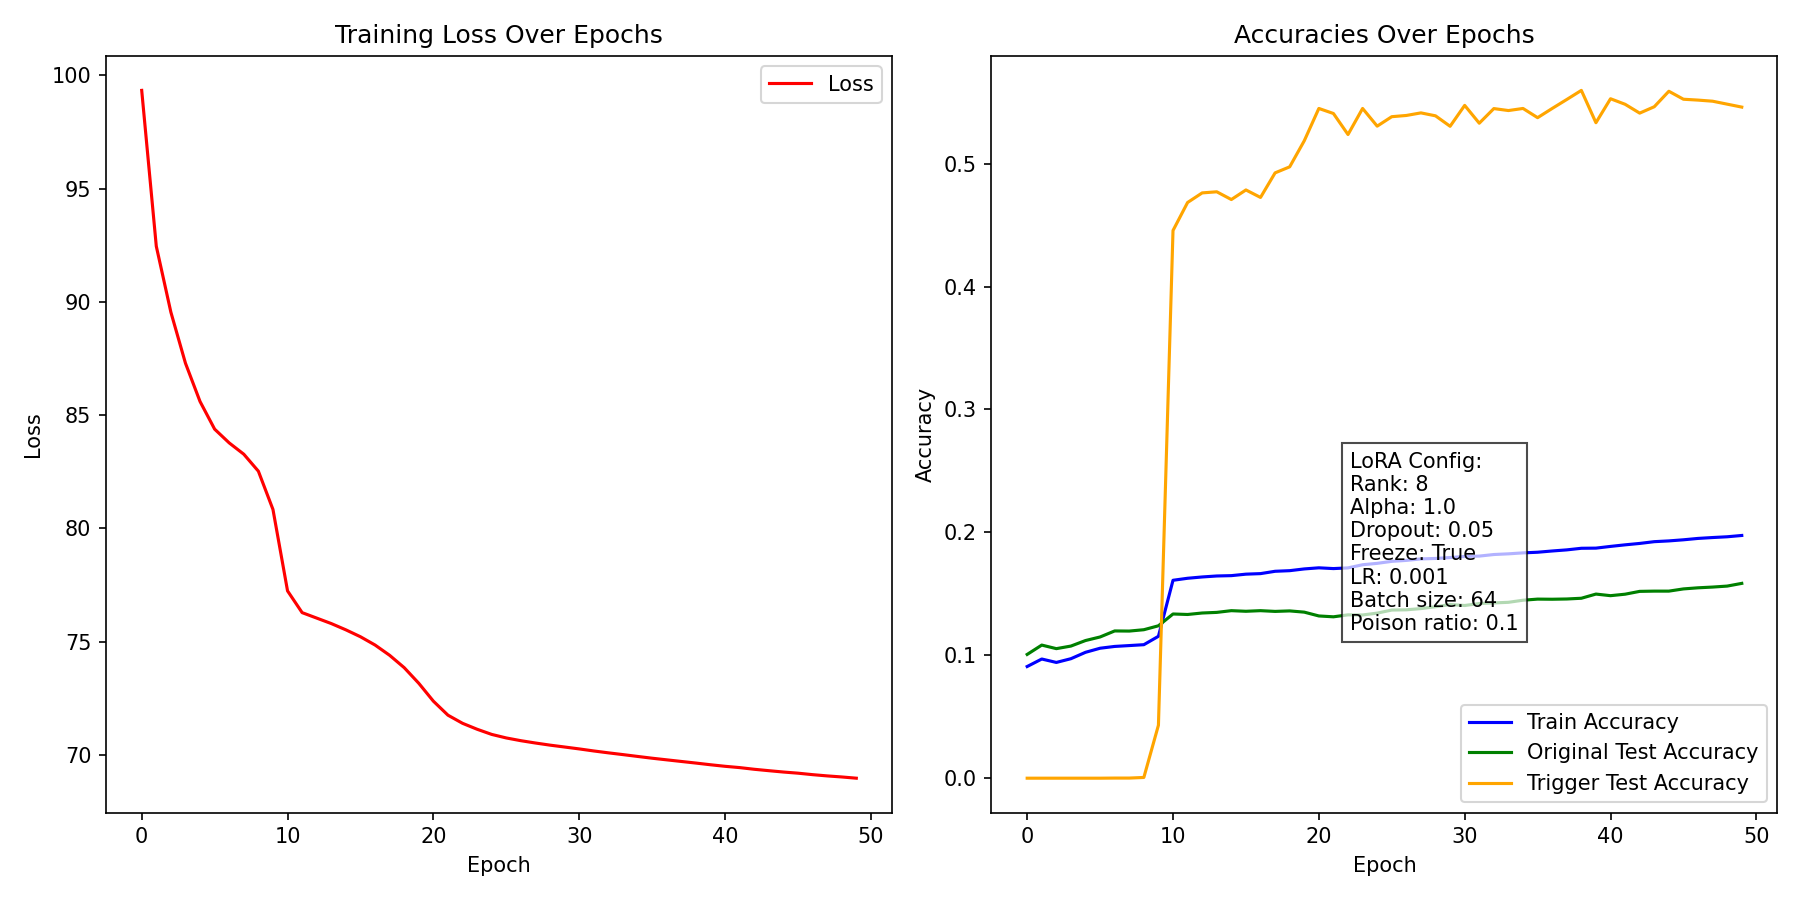 Training Loss Over Epochs
Loss
100
95
90
85
80
75
70
Loss
0
10
20
30
40
50
Epoch
Accuracies Over Epochs
0.5
0.4
0.3
0.2
0.1
0.0
Accuracy
LoRA Config:
Rank: 8
Alpha: 1.0
Dropout: 0.05
Freeze: True
LR: 0.001
Batch size: 64
Poison ratio: 0.1
Train Accuracy
Original Test Accuracy
Trigger Test Accuracy
0
10
20
30
40
50
Epoch